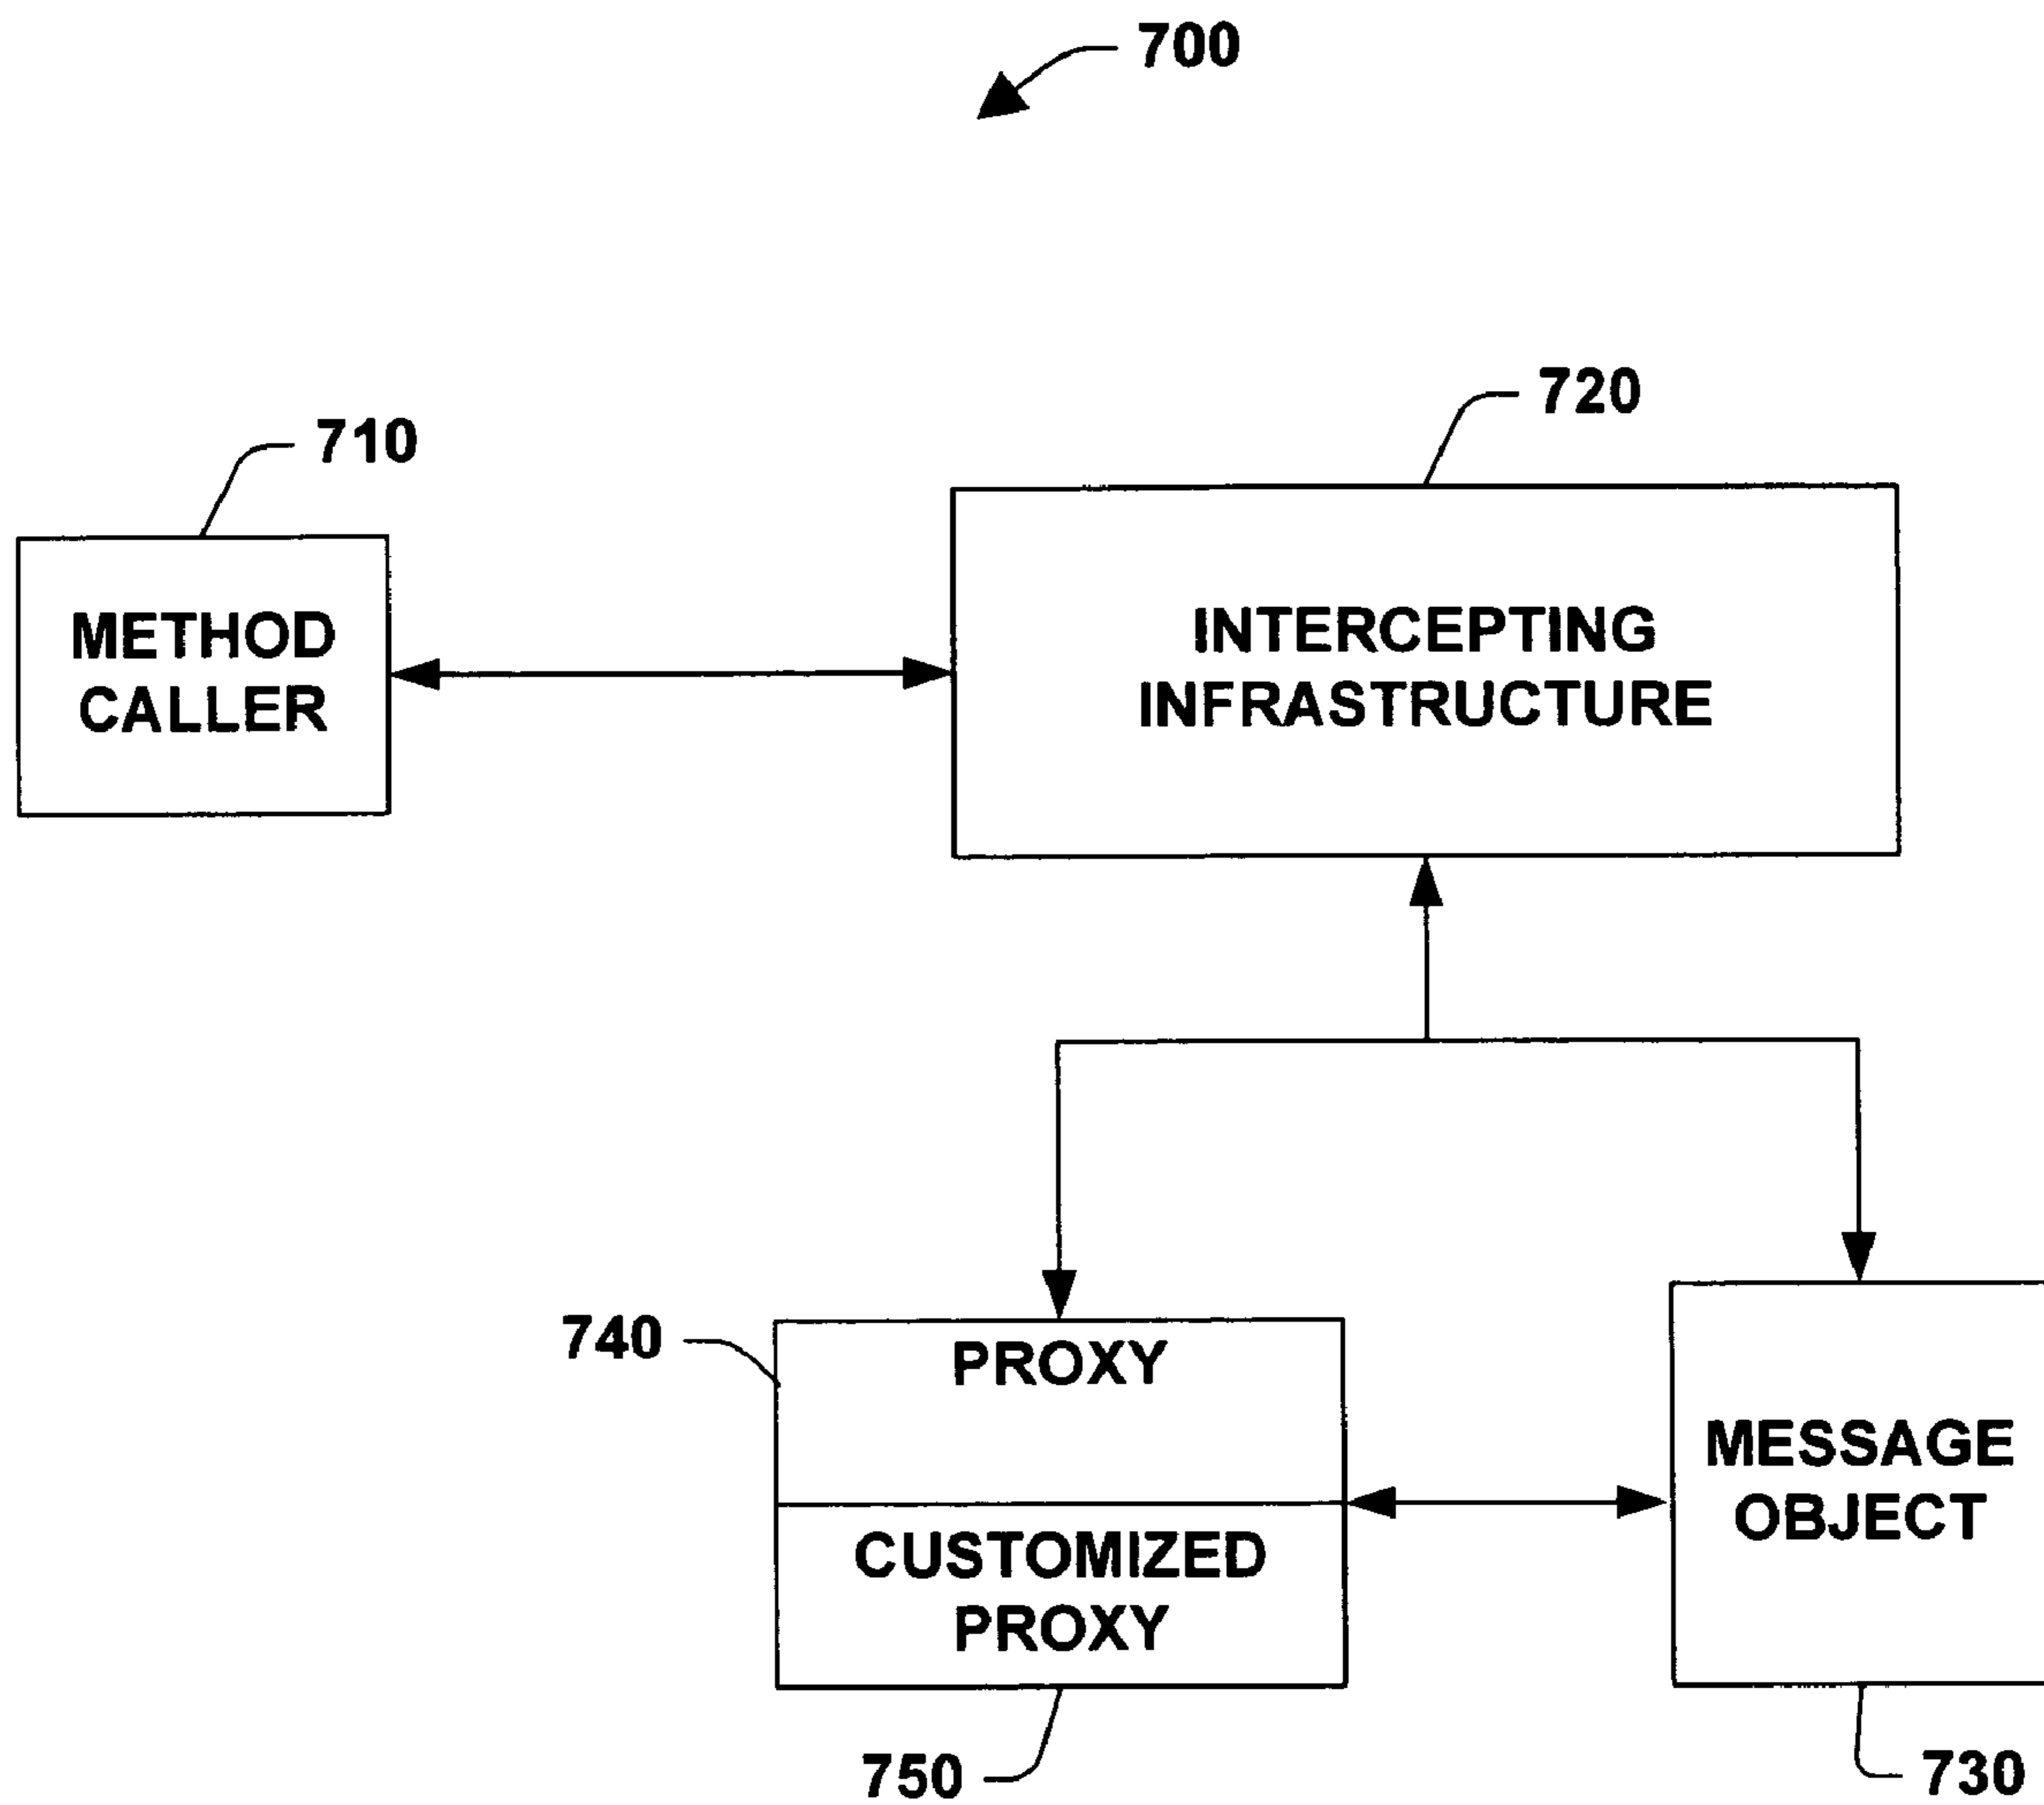 700
720
710
METHOD
CALLER
INTERCEPTING
INFRASTRUCTURE
740
PROXY
CUSTOMIZED
PROXY
MESSAGE
OBJECT
750
730